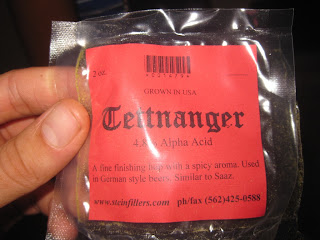 2 oz.
GROWN IN USA
Tettnanger
4.8% Alpha Acid
A fine finishing hop with a spicy aroma. Used
in German style beers. Similar to Saaz.
www.steinfillers.com ph/fax (562)425-0588